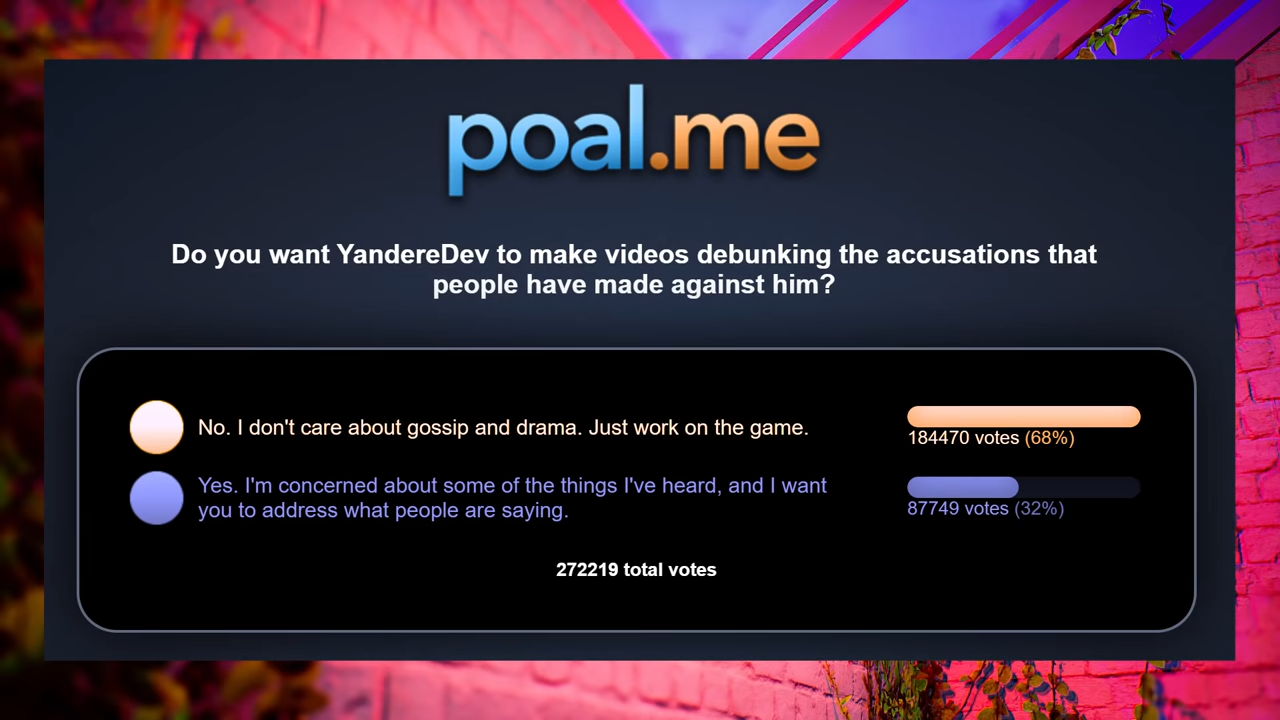 poal.me
Do you want YandereDev to make videos debunking the accusations that
people have made against him?
No. I don't care about gossip and drama. Just work on the game.
184470 votes (68%)
Yes. I'm concerned about some of the things I've heard, and I want
you to address what people are saying.
87749 votes (32%)
272219 total votes